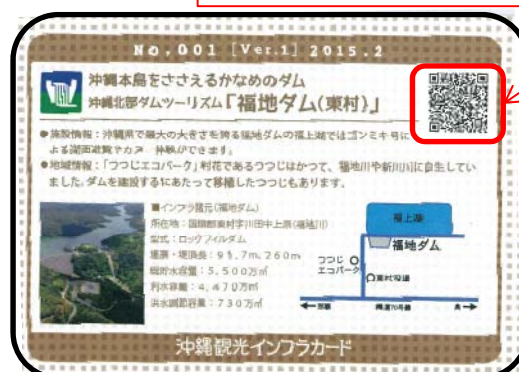 No.001 [Ver.1] 2015.2
沖縄本島をささえるかなめのダム
沖縄北部ダムツーリズム「福地ダム(東村)」
●施設情報：沖縄県で最大の大きさを誇る福地ダムの福上湖ではゴンミキ号に
よる湖面遊覧や
ができます。
●地域情報：「つつじエコパーク」村花であるつつじはかつて、福地川や新川川に自生してい
ました。ダムを建設するにあたって移植したつつじもあります。
■インフラ諸元(福地ダム)
所在地：国頭郡東村字川田中上原(福地川)
型式：ロックフィルダム
堤高・堤頂長：91.7m、260m
総貯水容量：5,500万㎥
利水容量：4,470万㎥
洪水調節容量：730万㎥
福上湖
福地ダム
つつじ
エコパーク
東村役場
県道70号線
沖縄観光インフラカード